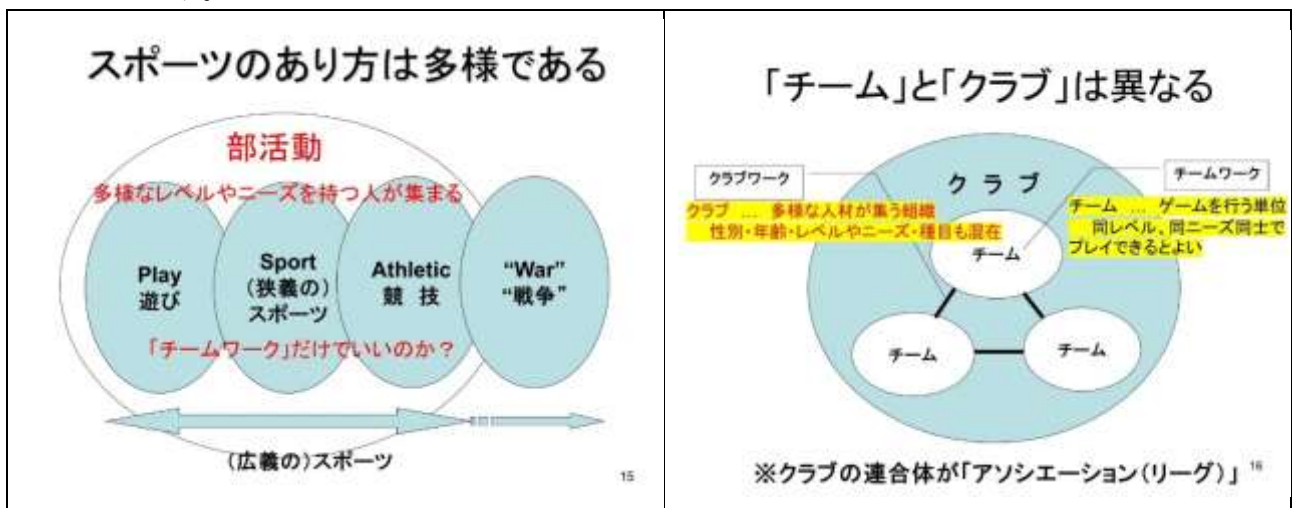 スポーツのあり方は多様である
部活動
多様なレベルやニーズを持つ人が集まる
Play
遊び
Sport
(狭義の)
スポーツ
Athletic
競 技
“War”
“戦争”
「チームワーク」だけでいいのか？
(広義の)スポーツ
15
「チーム」と「クラブ」は異なる
クラブワーク
チームワーク
ク ラ ブ
クラブ … 多様な人材が集う組織
性別・年齢・レベルやニーズ・種目も混在
チーム … ゲームを行う単位
同レベル、同ニーズ同士で
プレイできるとよい
チーム
チーム
チーム
※クラブの連合体が「アソシエーション(リーグ)」
16